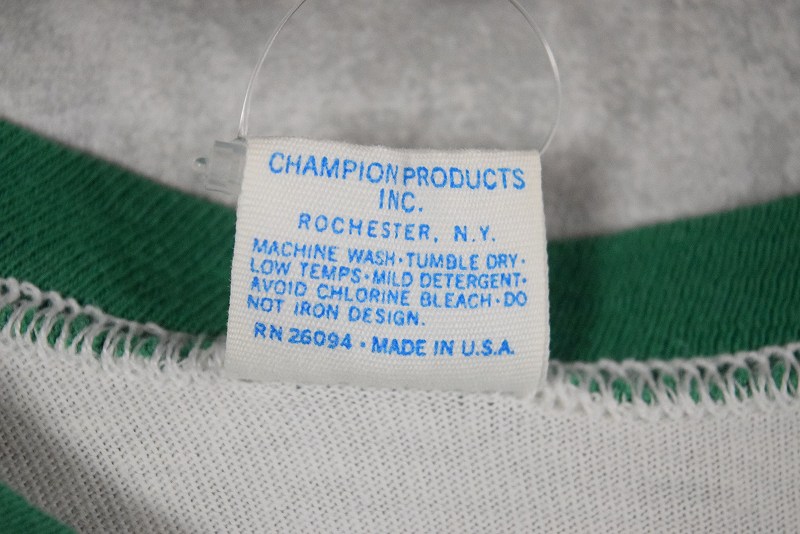 CHAMPION PRODUCTS
INC.
ROCHESTER, N.Y.
MACHINE WASH·TUMBLE DRY·
LOW TEMPS·MILD DETERGENT·
AVOID CHLORINE BLEACH·DO
NOT IRON DESIGN.
RN 26094 · MADE IN U.S.A.